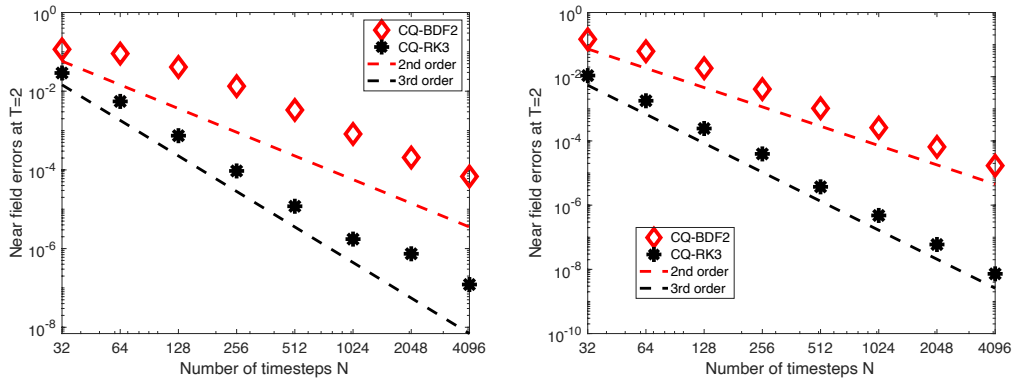 10^0
10^-2
10^-4
10^-6
10^-8
Near field errors at T=2
32 64 128 256 512 1024 2048 4096
Number of timesteps N
CQ-BDF2
CQ-RK3
2nd order
3rd order
10^0
10^-2
10^-4
10^-6
10^-8
10^-10
Near field errors at T=2
32 64 128 256 512 1024 2048 4096
Number of timesteps N
CQ-BDF2
CQ-RK3
2nd order
3rd order